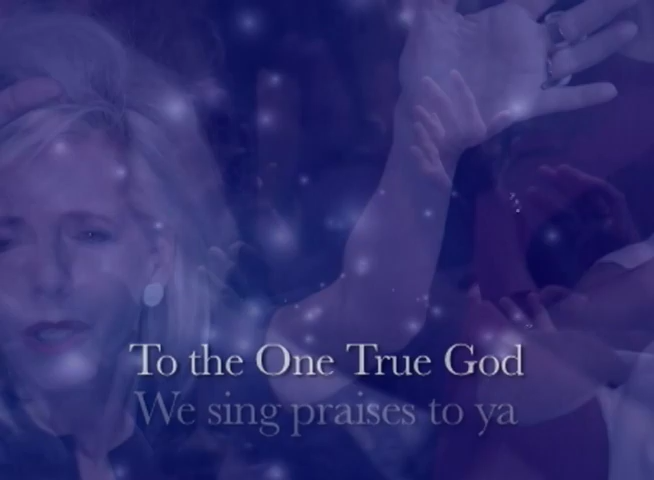 To the One True God
We sing praises to ya